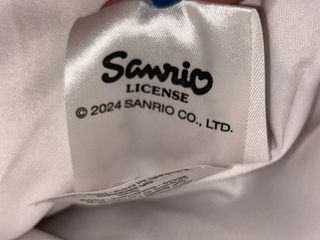 Sanrio
LICENSE
© 2024 SANRIO CO., LTD.